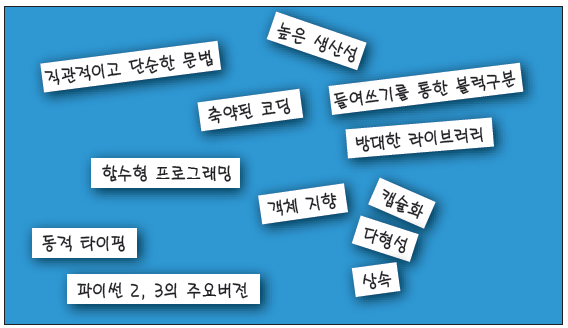 높은 생산성
직관적이고 단순한 문법
들여쓰기를 통한 블럭구분
축약된 코딩
방대한 라이브러리
함수형 프로그래밍
객체 지향
캡슐화
다형성
동적 타이핑
상속
파이썬 2, 3의 주요버전